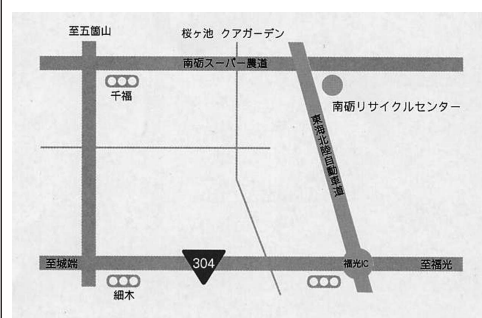 至五箇山
桜ヶ池 クアガーデン
南砺スーパー農道
千福
南砺リサイクルセンター
東海北陸自動車道
至城端
304
福光IC
至福光
細木